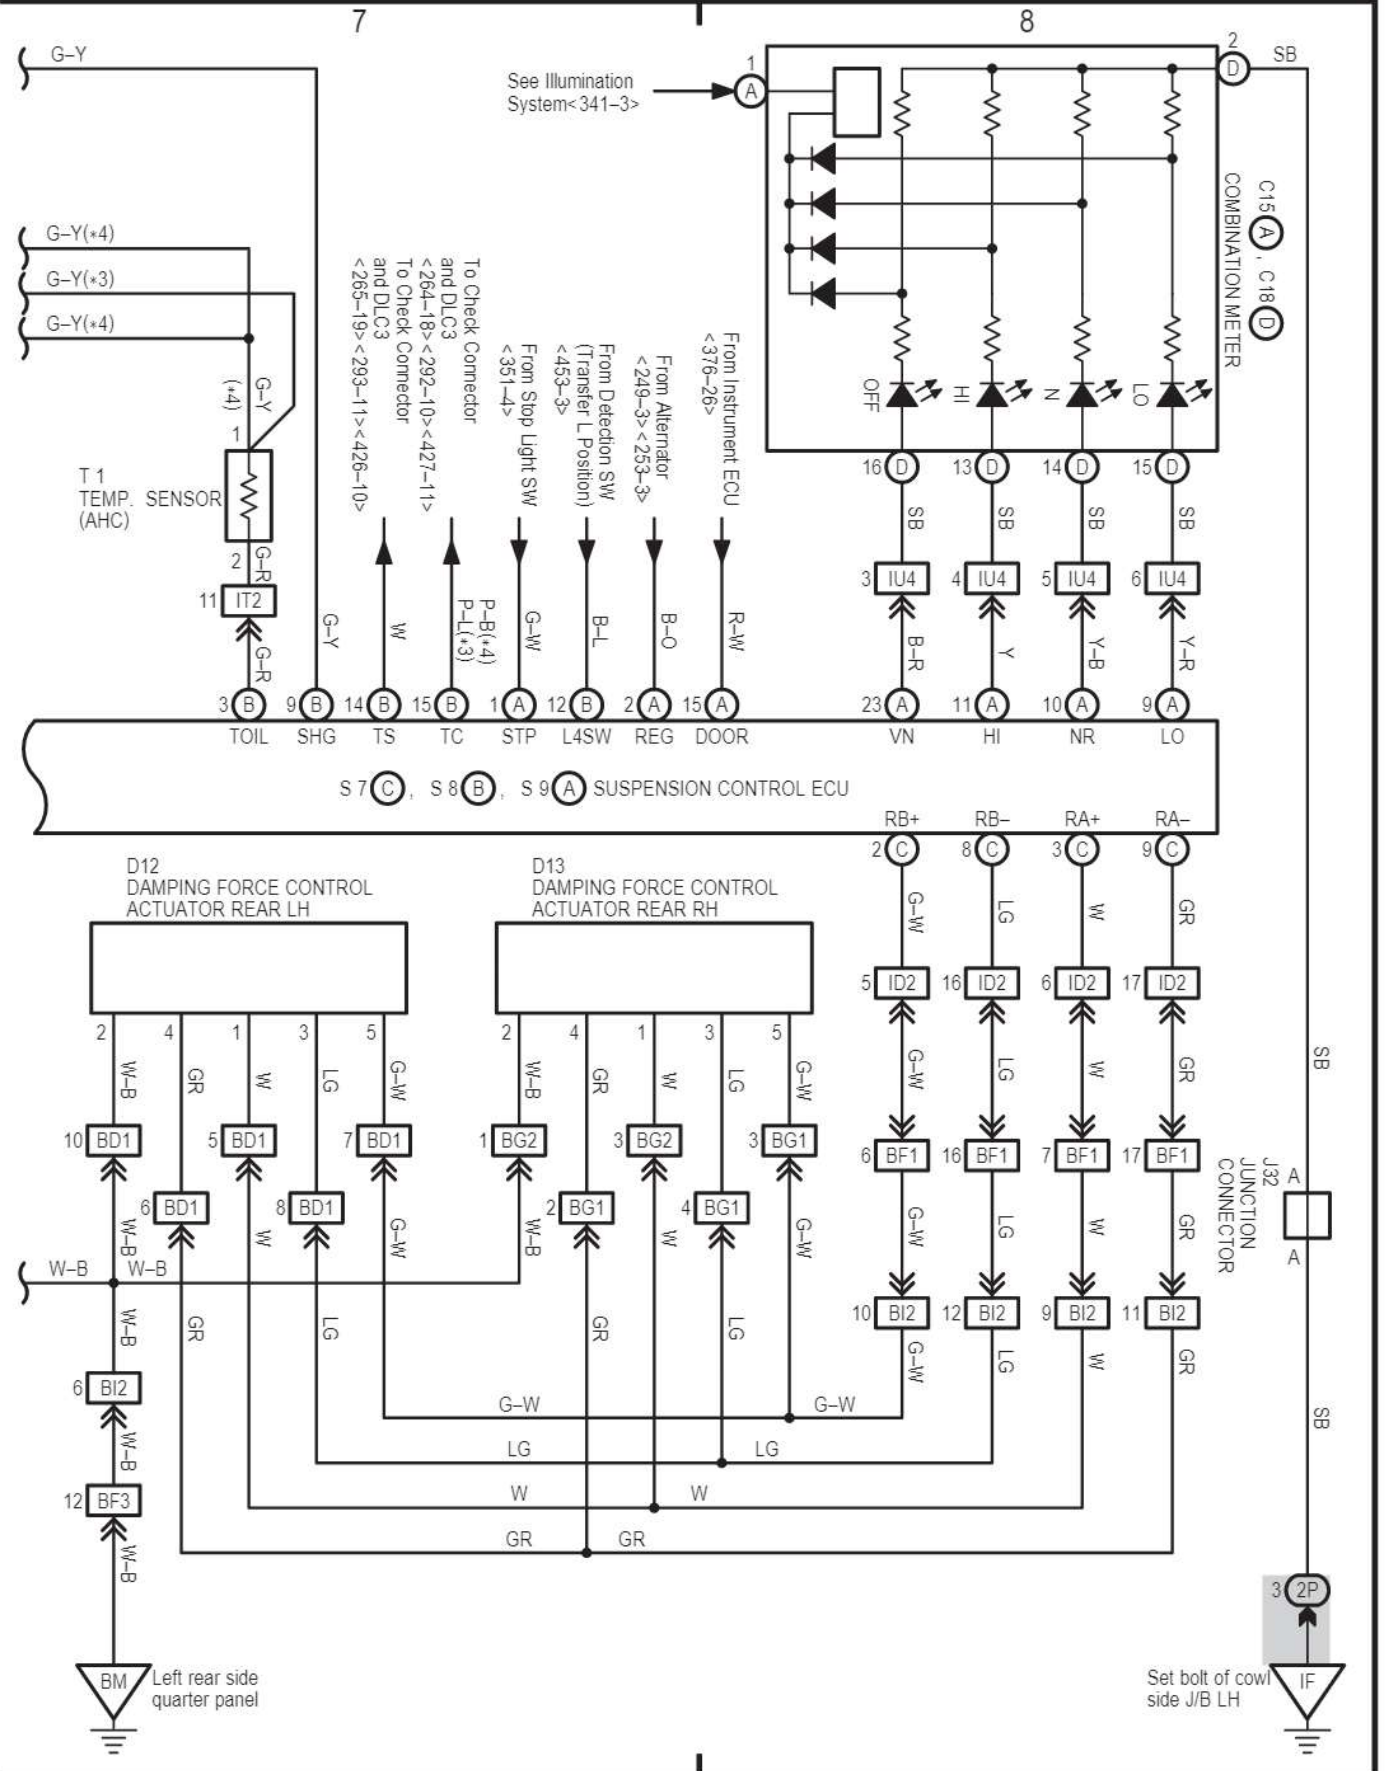 7
8
G–Y
See Illumination
System<341–3>
1
A
2
D
SB
C15 A , C18 D
COMBINATION METER
G–Y(*4)
G–Y(*3)
G–Y(*4)
G–Y
(*4)
1
T 1
TEMP. SENSOR
(AHC)
2
G–R
11 IT2
G–R
G–Y
To Check Connector
and DLC3
<265–19><293–11><426–10>
W
To Check Connector
and DLC3
<264–18><292–10><427–11>
P–B(*4)
P–L(*3)
From Stop Light SW
<351–4>
G–W
From Detection SW
(Transfer L Position)
<453–3>
B–L
From Alternator
<249–3><253–3>
B–O
From Instrument ECU
<376–26>
R–W
OFF
HI
N
LO
16 D
13 D
14 D
15 D
SB
SB
SB
SB
3 IU4
4 IU4
5 IU4
6 IU4
B–R
Y
Y–B
Y–R
3 B
9 B
14 B
15 B
1 A
12 B
2 A
15 A
23 A
11 A
10 A
9 A
TOIL
SHG
TS
TC
STP
L4SW
REG
DOOR
VN
HI
NR
LO
S 7 C , S 8 B , S 9 A SUSPENSION CONTROL ECU
RB+
RB–
RA+
RA–
2 C
8 C
3 C
9 C
G–W
LG
W
GR
5 ID2
16 ID2
6 ID2
17 ID2
G–W
LG
W
GR
6 BF1
16 BF1
7 BF1
17 BF1
G–W
LG
W
GR
10 BI2
12 BI2
9 BI2
11 BI2
G–W
LG
W
GR
D12
DAMPING FORCE CONTROL
ACTUATOR REAR LH
2
4
1
3
5
W–B
GR
W
LG
G–W
10 BD1
5 BD1
7 BD1
6 BD1
8 BD1
W–B
W
G–W
D13
DAMPING FORCE CONTROL
ACTUATOR REAR RH
2
4
1
3
5
W–B
GR
W
LG
G–W
1 BG2
3 BG2
3 BG1
2 BG1
4 BG1
W–B
W
G–W
W–B
W–B
W–B
GR
LG
GR
LG
6 BI2
W–B
12 BF3
W–B
G–W
G–W
LG
LG
W
W
GR
GR
BM
Left rear side
quarter panel
SB
J32
JUNCTION
CONNECTOR
A
A
SB
3 2P
Set bolt of cowl
side J/B LH
IF